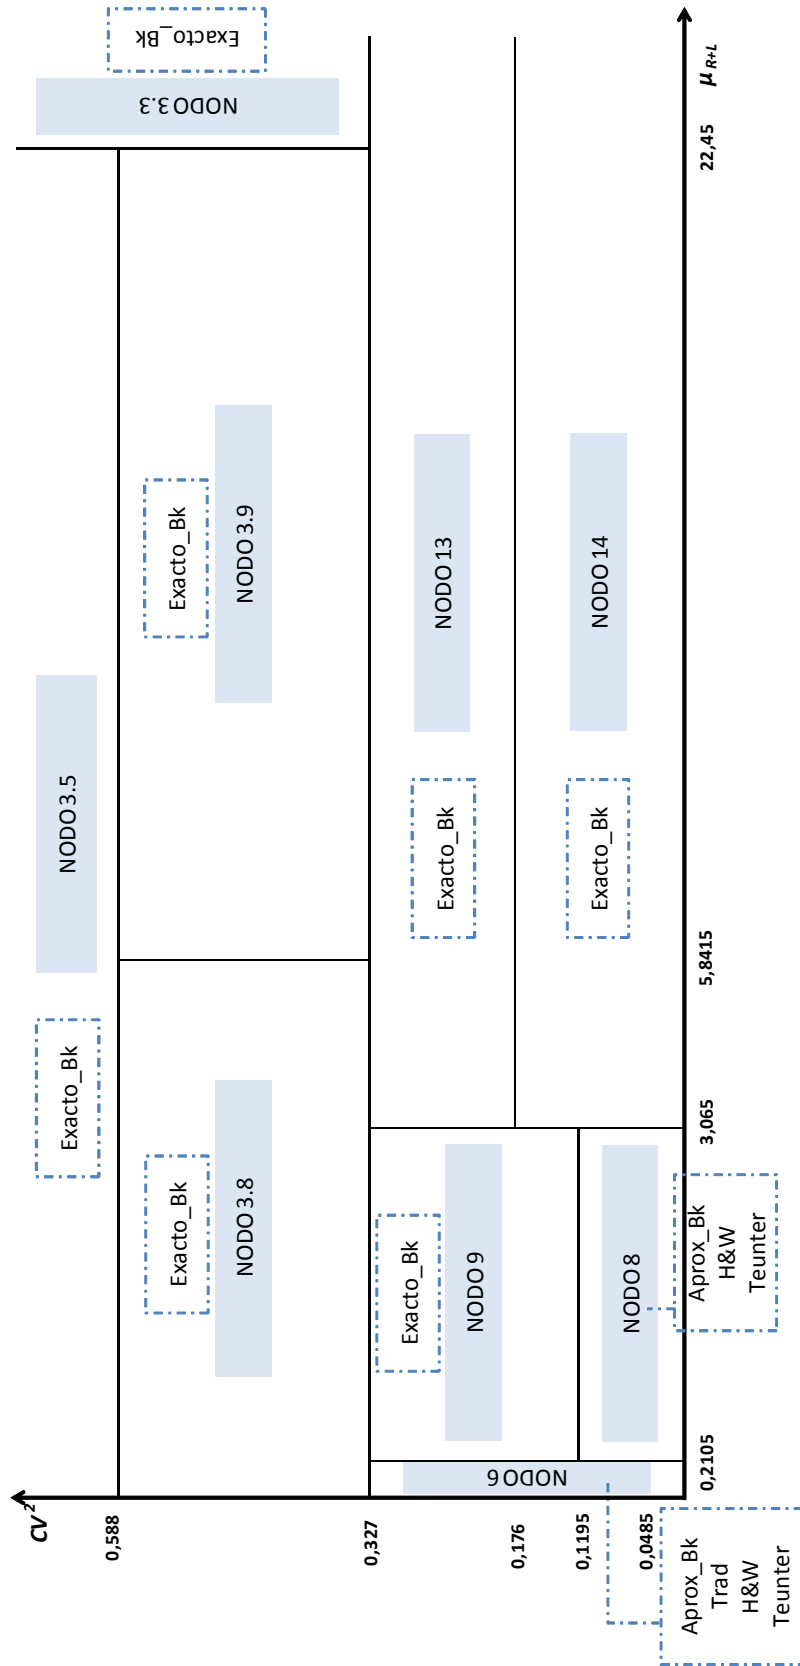 CV²
0,588
0,327
0,176
0,1195
0,0485
Exacto_Bk
NODO 3.5
Exacto_Bk
NODO 3.3
Exacto_Bk
NODO 3.8
Exacto_Bk
NODO 3.9
Exacto_Bk
NODO 9
Exacto_Bk
NODO 13
NODO 6
NODO 8
Exacto_Bk
NODO 14
0,2105
3,065
5,8415
22,45
μ R+L
Aprox_Bk
Trad
H&W
Teunter
Aprox_Bk
H&W
Teunter